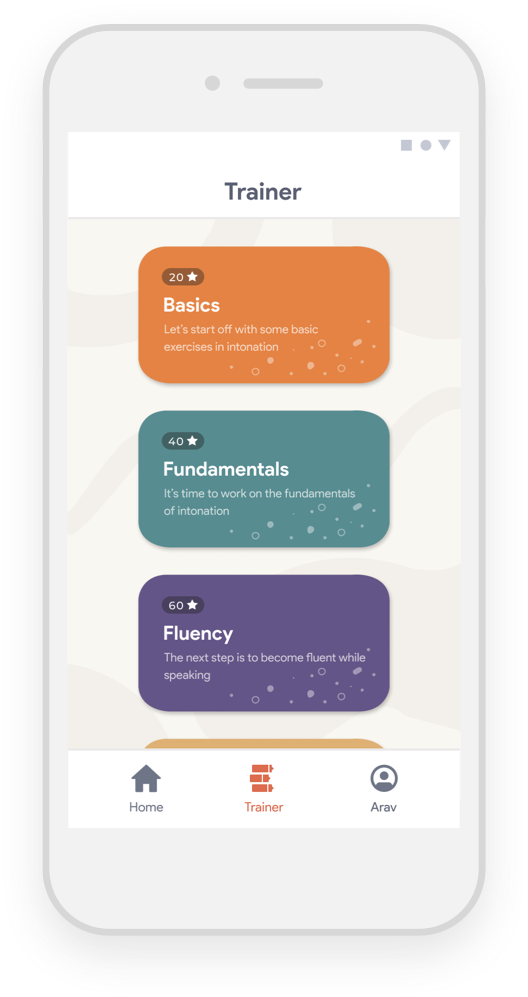 Trainer
20
Basics
Let's start off with some basic
exercises in intonation
40
Fundamentals
It's time to work on the fundamentals
of intonation
60
Fluency
The next step is to become fluent while
speaking
Home
Trainer
Arav